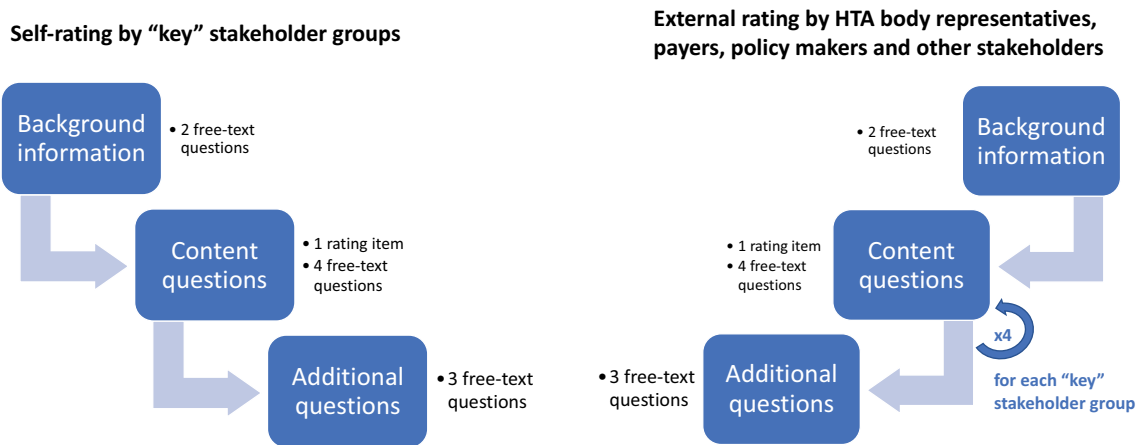 Self-rating by “key” stakeholder groups
Background
information
• 2 free-text
questions
Content
questions
• 1 rating item
• 4 free-text
questions
Additional
questions
• 3 free-text
questions
External rating by HTA body representatives,
payers, policy makers and other stakeholders
• 2 free-text
questions
Background
information
• 1 rating item
• 4 free-text
questions
Content
questions
x4
for each “key”
stakeholder group
• 3 free-text
questions
Additional
questions